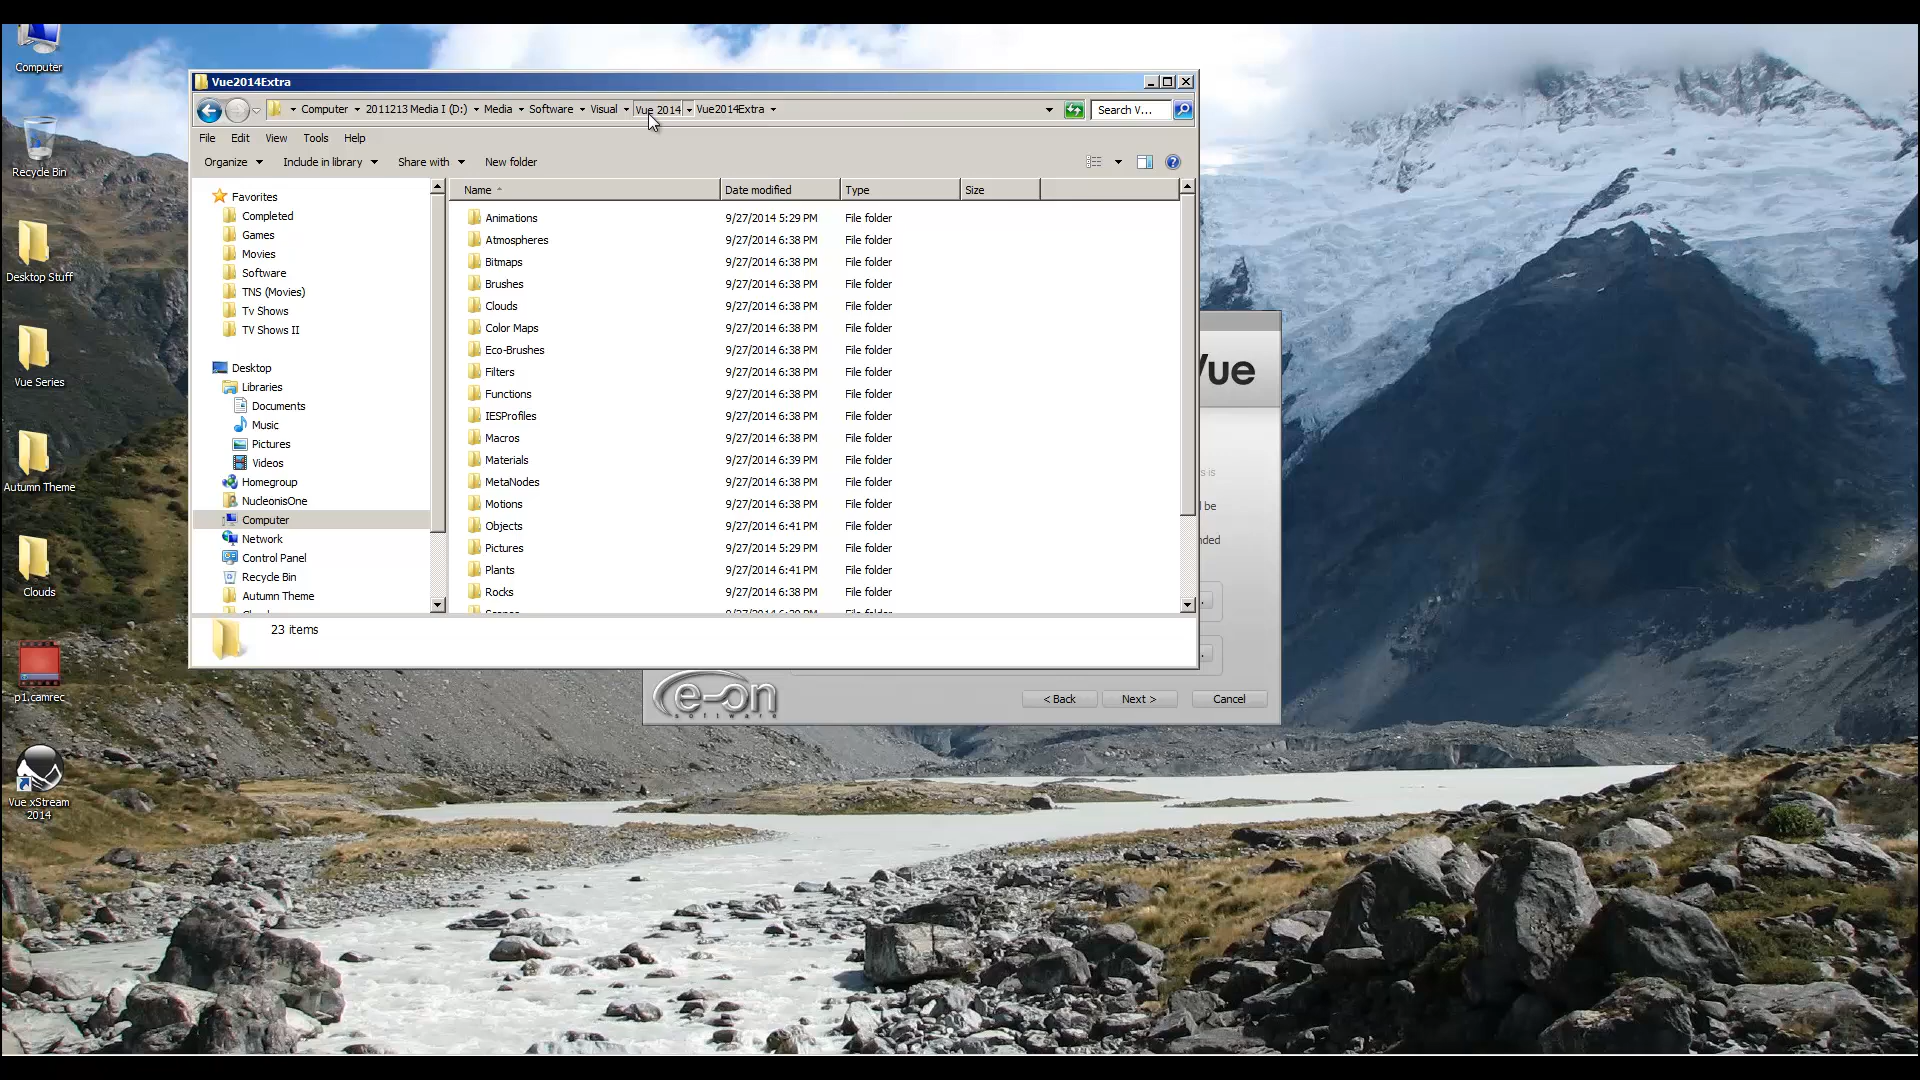 Computer
Recycle Bin
Desktop Stuff
Vue Series
Autumn Theme
Clouds
p1.camrec
Vue xStream
2014
Vue2014Extra
Computer 2011213 Media I (D:) Media Software Visual Vue 2014 Vue2014Extra Search V...
File Edit View Tools Help
Organize Include in library Share with New folder
Favorites
Completed
Games
Movies
Software
TNS (Movies)
Tv Shows
TV Shows II
Desktop
Libraries
Documents
Music
Pictures
Videos
Homegroup
NucleonisOne
Computer
Network
Control Panel
Recycle Bin
Autumn Theme
Name Date modified Type Size
Animations 9/27/2014 5:29 PM File folder
Atmospheres 9/27/2014 6:38 PM File folder
Bitmaps 9/27/2014 6:38 PM File folder
Brushes 9/27/2014 6:38 PM File folder
Clouds 9/27/2014 6:38 PM File folder
Color Maps 9/27/2014 6:38 PM File folder
Eco-Brushes 9/27/2014 6:38 PM File folder
Filters 9/27/2014 6:38 PM File folder
Functions 9/27/2014 6:38 PM File folder
IESProfiles 9/27/2014 6:38 PM File folder
Macros 9/27/2014 6:38 PM File folder
Materials 9/27/2014 6:39 PM File folder
MetaNodes 9/27/2014 6:38 PM File folder
Motions 9/27/2014 6:38 PM File folder
Objects 9/27/2014 6:41 PM File folder
Pictures 9/27/2014 5:29 PM File folder
Plants 9/27/2014 6:41 PM File folder
Rocks 9/27/2014 6:38 PM File folder
23 items
Vue
s is
be
nded
e-on
software
< Back Next > Cancel